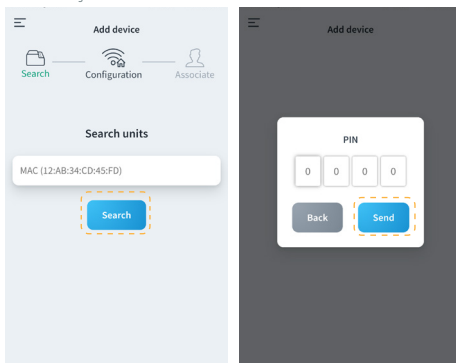 Add device
Search
Configuration
Associate
Search units
MAC (12:AB:34:CD:45:FD)
Search
Add device
PIN
0 0 0 0
Back
Send